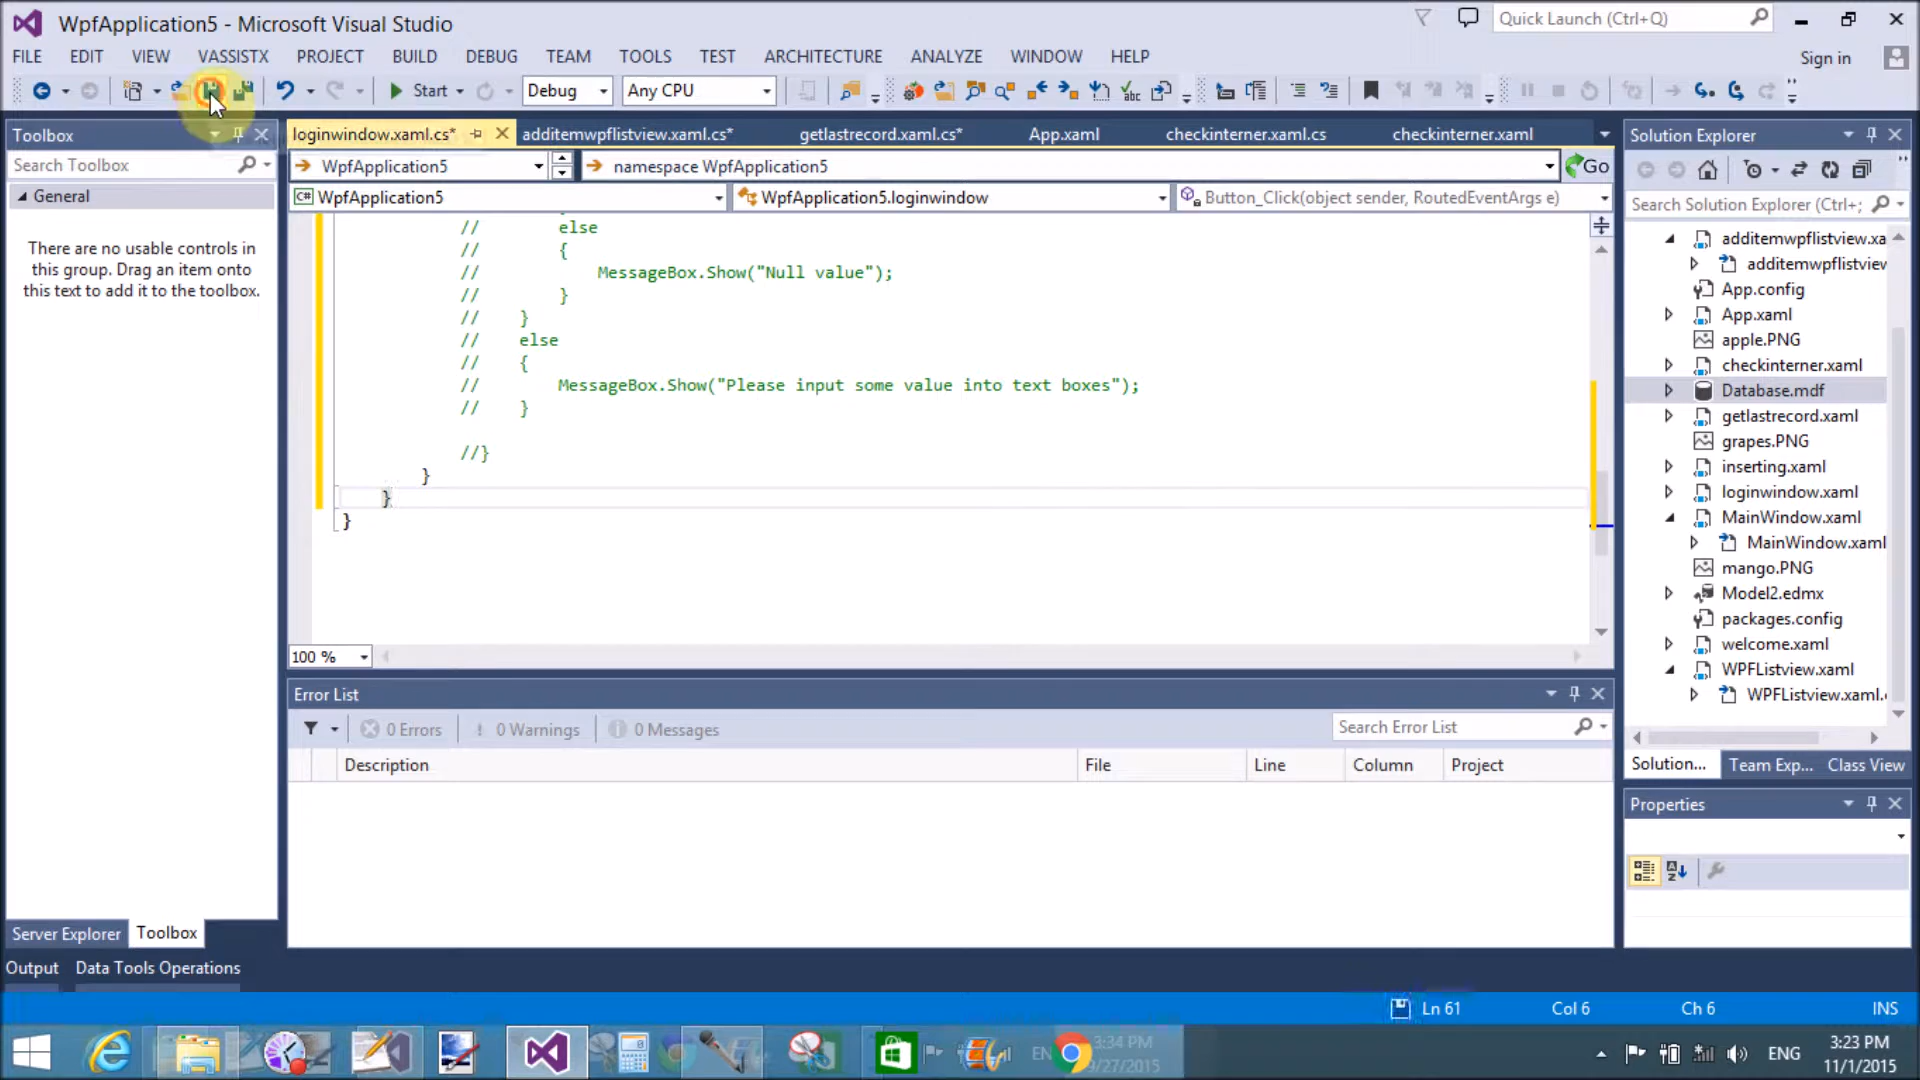 WpfApplication5 - Microsoft Visual Studio
Quick Launch (Ctrl+Q)
FILE EDIT VIEW VASSISTX PROJECT BUILD DEBUG TEAM TOOLS TEST ARCHITECTURE ANALYZE WINDOW HELP
Sign in
Start Debug Any CPU
Toolbox
Search Toolbox
General
There are no usable controls in
this group. Drag an item onto
this text to add it to the toolbox.
Server Explorer Toolbox
loginwindow.xaml.cs* additemwpflistview.xaml.cs* getlastrecord.xaml.cs* App.xaml checkinterner.xaml.cs checkinterner.xaml
WpfApplication5 namespace WpfApplication5 Go
WpfApplication5 WpfApplication5.loginwindow Button_Click(object sender, RoutedEventArgs e)
// else
// {
// MessageBox.Show("Null value");
// }
// }
// else
// {
// MessageBox.Show("Please input some value into text boxes");
// }
//}
}
}
}
100 %
Error List
0 Errors 0 Warnings 0 Messages
Search Error List
Description File Line Column Project
Solution Explorer
Search Solution Explorer (Ctrl+;
additemwpflistview.xa
additemwpflistview
App.config
App.xaml
apple.PNG
checkinterner.xaml
Database.mdf
getlastrecord.xaml
grapes.PNG
inserting.xaml
loginwindow.xaml
MainWindow.xaml
MainWindow.xaml
mango.PNG
Model2.edmx
packages.config
welcome.xaml
WPFListview.xaml
WPFListview.xaml.
Solution... Team Exp... Class View
Properties
Output Data Tools Operations
Ln 61 Col 6 Ch 6 INS
EN
3:34 PM
9/27/2015
ENG
3:23 PM
11/1/2015